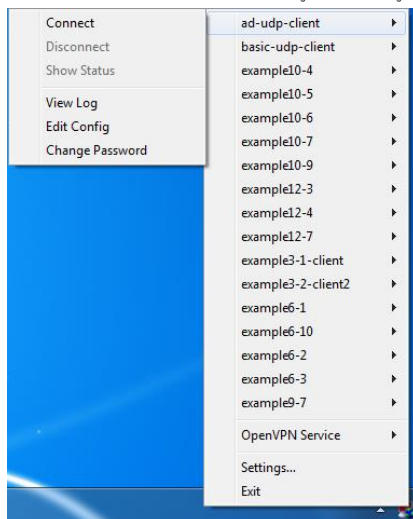 Connect
Disconnect
Show Status
View Log
Edit Config
Change Password
ad-udp-client
basic-udp-client
example10-4
example10-5
example10-6
example10-7
example10-9
example12-3
example12-4
example12-7
example3-1-client
example3-2-client2
example6-1
example6-10
example6-2
example6-3
example9-7
OpenVPN Service
Settings...
Exit